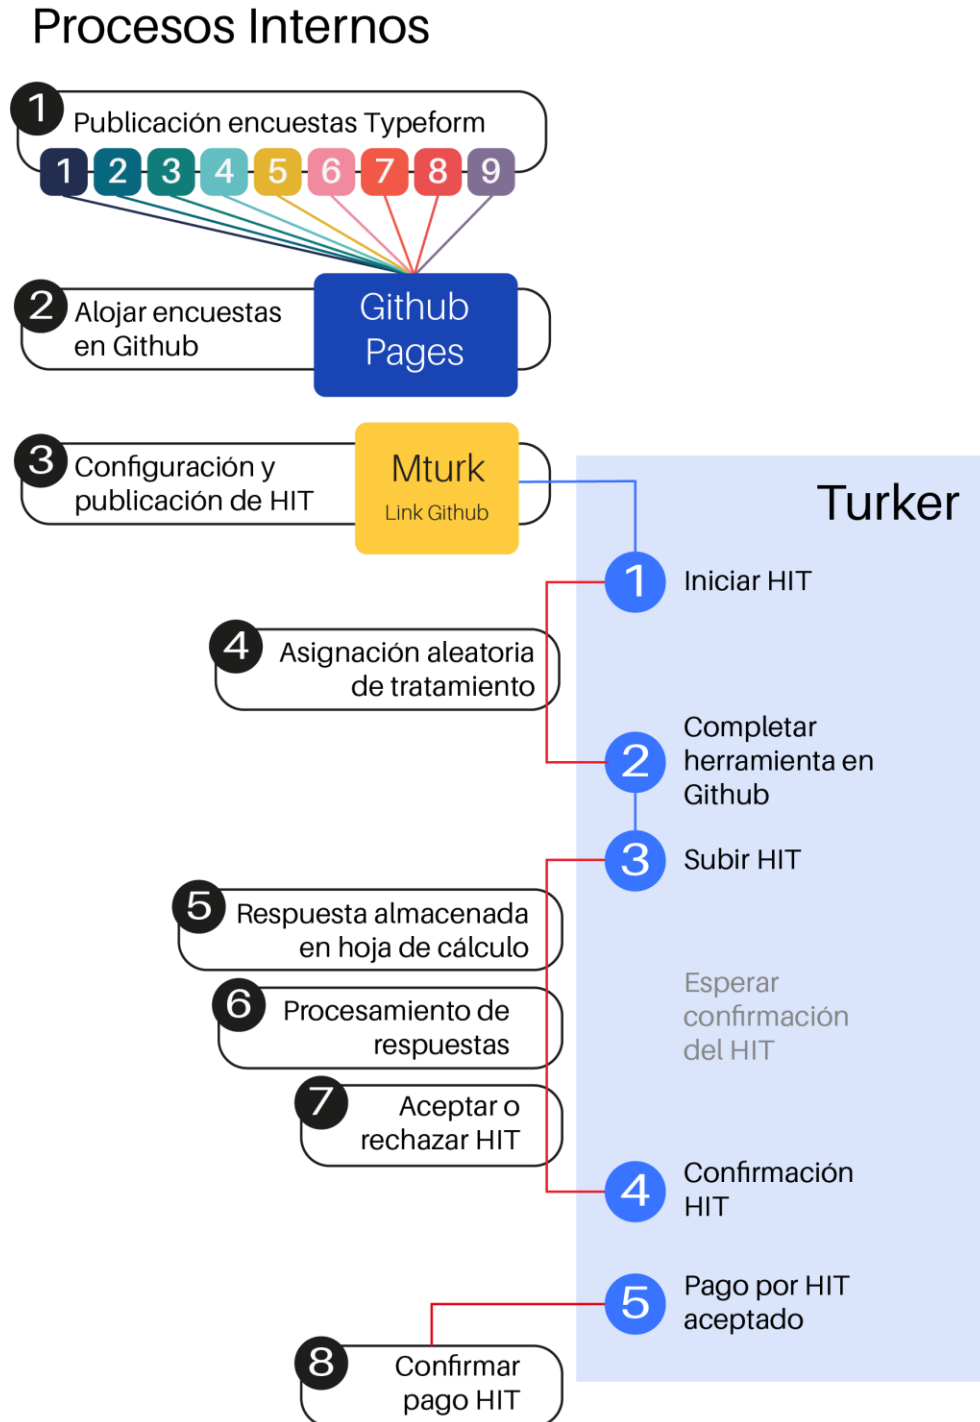 Procesos Internos
1
Publicación encuestas Typeform
1 2 3 4 5 6 7 8 9
2
Alojar encuestas
en Github
Github
Pages
3
Configuración y
publicación de HIT
Mturk
Link Github
Turker
1
Iniciar HIT
4
Asignación aleatoria
de tratamiento
2
Completar
herramienta en
Github
3
Subir HIT
5
Respuesta almacenada
en hoja de cálculo
6
Procesamiento de
respuestas
Esperar
confirmación
del HIT
7
Aceptar o
rechazar HIT
4
Confirmación
HIT
5
Pago por HIT
aceptado
8
Confirmar
pago HIT